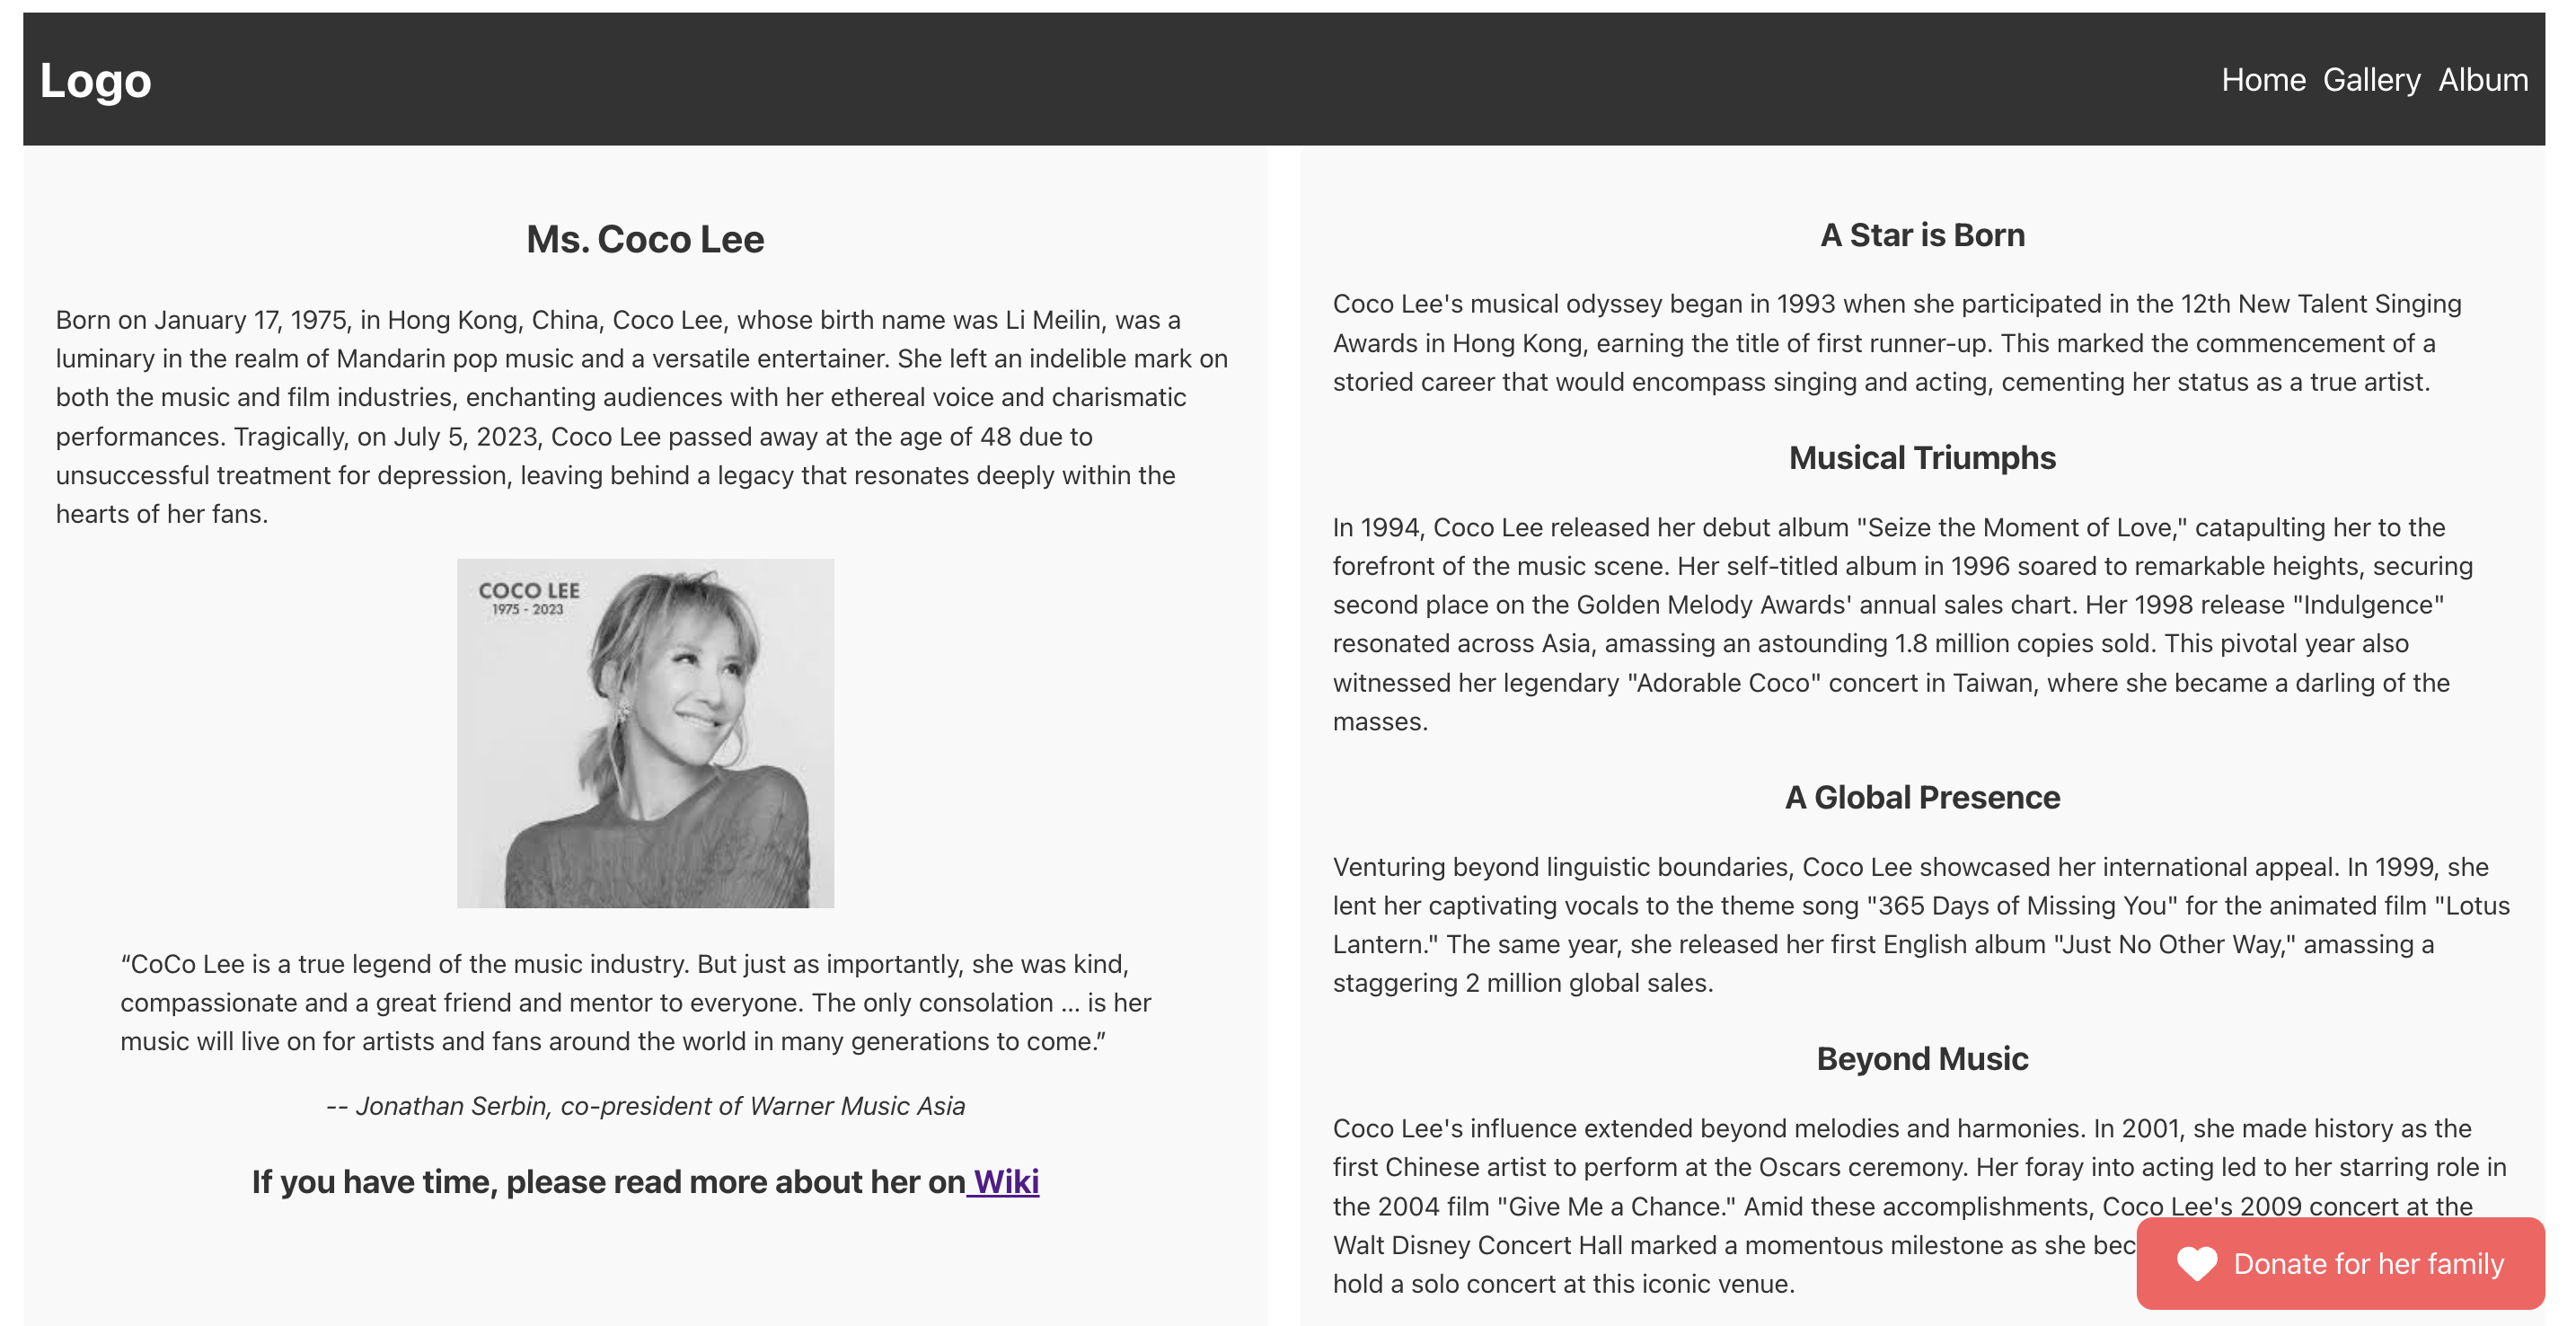 Logo
Home Gallery Album
Ms. Coco Lee
Born on January 17, 1975, in Hong Kong, China, Coco Lee, whose birth name was Li Meilin, was a
luminary in the realm of Mandarin pop music and a versatile entertainer. She left an indelible mark on
both the music and film industries, enchanting audiences with her ethereal voice and charismatic
performances. Tragically, on July 5, 2023, Coco Lee passed away at the age of 48 due to
unsuccessful treatment for depression, leaving behind a legacy that resonates deeply within the
hearts of her fans.
COCO LEE
1975 - 2023
“CoCo Lee is a true legend of the music industry. But just as importantly, she was kind,
compassionate and a great friend and mentor to everyone. The only consolation ... is her
music will live on for artists and fans around the world in many generations to come.”
-- Jonathan Serbin, co-president of Warner Music Asia
If you have time, please read more about her on Wiki
A Star is Born
Coco Lee's musical odyssey began in 1993 when she participated in the 12th New Talent Singing
Awards in Hong Kong, earning the title of first runner-up. This marked the commencement of a
storied career that would encompass singing and acting, cementing her status as a true artist.
Musical Triumphs
In 1994, Coco Lee released her debut album "Seize the Moment of Love," catapulting her to the
forefront of the music scene. Her self-titled album in 1996 soared to remarkable heights, securing
second place on the Golden Melody Awards' annual sales chart. Her 1998 release "Indulgence"
resonated across Asia, amassing an astounding 1.8 million copies sold. This pivotal year also
witnessed her legendary "Adorable Coco" concert in Taiwan, where she became a darling of the
masses.
A Global Presence
Venturing beyond linguistic boundaries, Coco Lee showcased her international appeal. In 1999, she
lent her captivating vocals to the theme song "365 Days of Missing You" for the animated film "Lotus
Lantern." The same year, she released her first English album "Just No Other Way," amassing a
staggering 2 million global sales.
Beyond Music
Coco Lee's influence extended beyond melodies and harmonies. In 2001, she made history as the
first Chinese artist to perform at the Oscars ceremony. Her foray into acting led to her starring role in
the 2004 film "Give Me a Chance." Amid these accomplishments, Coco Lee's 2009 concert at the
Walt Disney Concert Hall marked a momentous milestone as she bec
hold a solo concert at this iconic venue.
Donate for her family